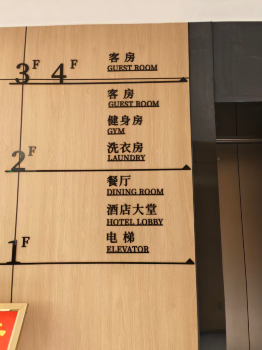 客房
GUEST ROOM
3F 4F
客房
GUEST ROOM
健身房
GYM
洗衣房
LAUNDRY
2F
餐厅
DINING ROOM
酒店大堂
HOTEL LOBBY
电梯
ELEVATOR
1F